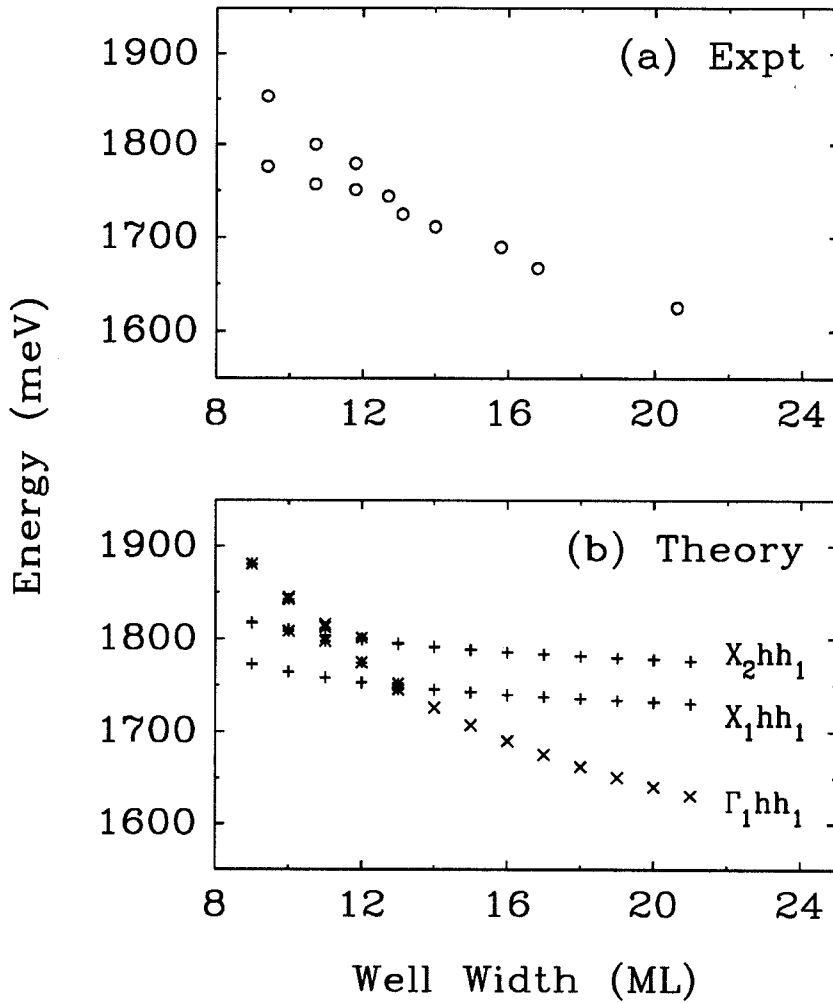 (a) Expt
1900
1800
1700
1600
8 12 16 20 24
Energy (meV)
(b) Theory
1900
1800
1700
1600
X₂hh₁
X₁hh₁
Γ₁hh₁
8 12 16 20 24
Well Width (ML)